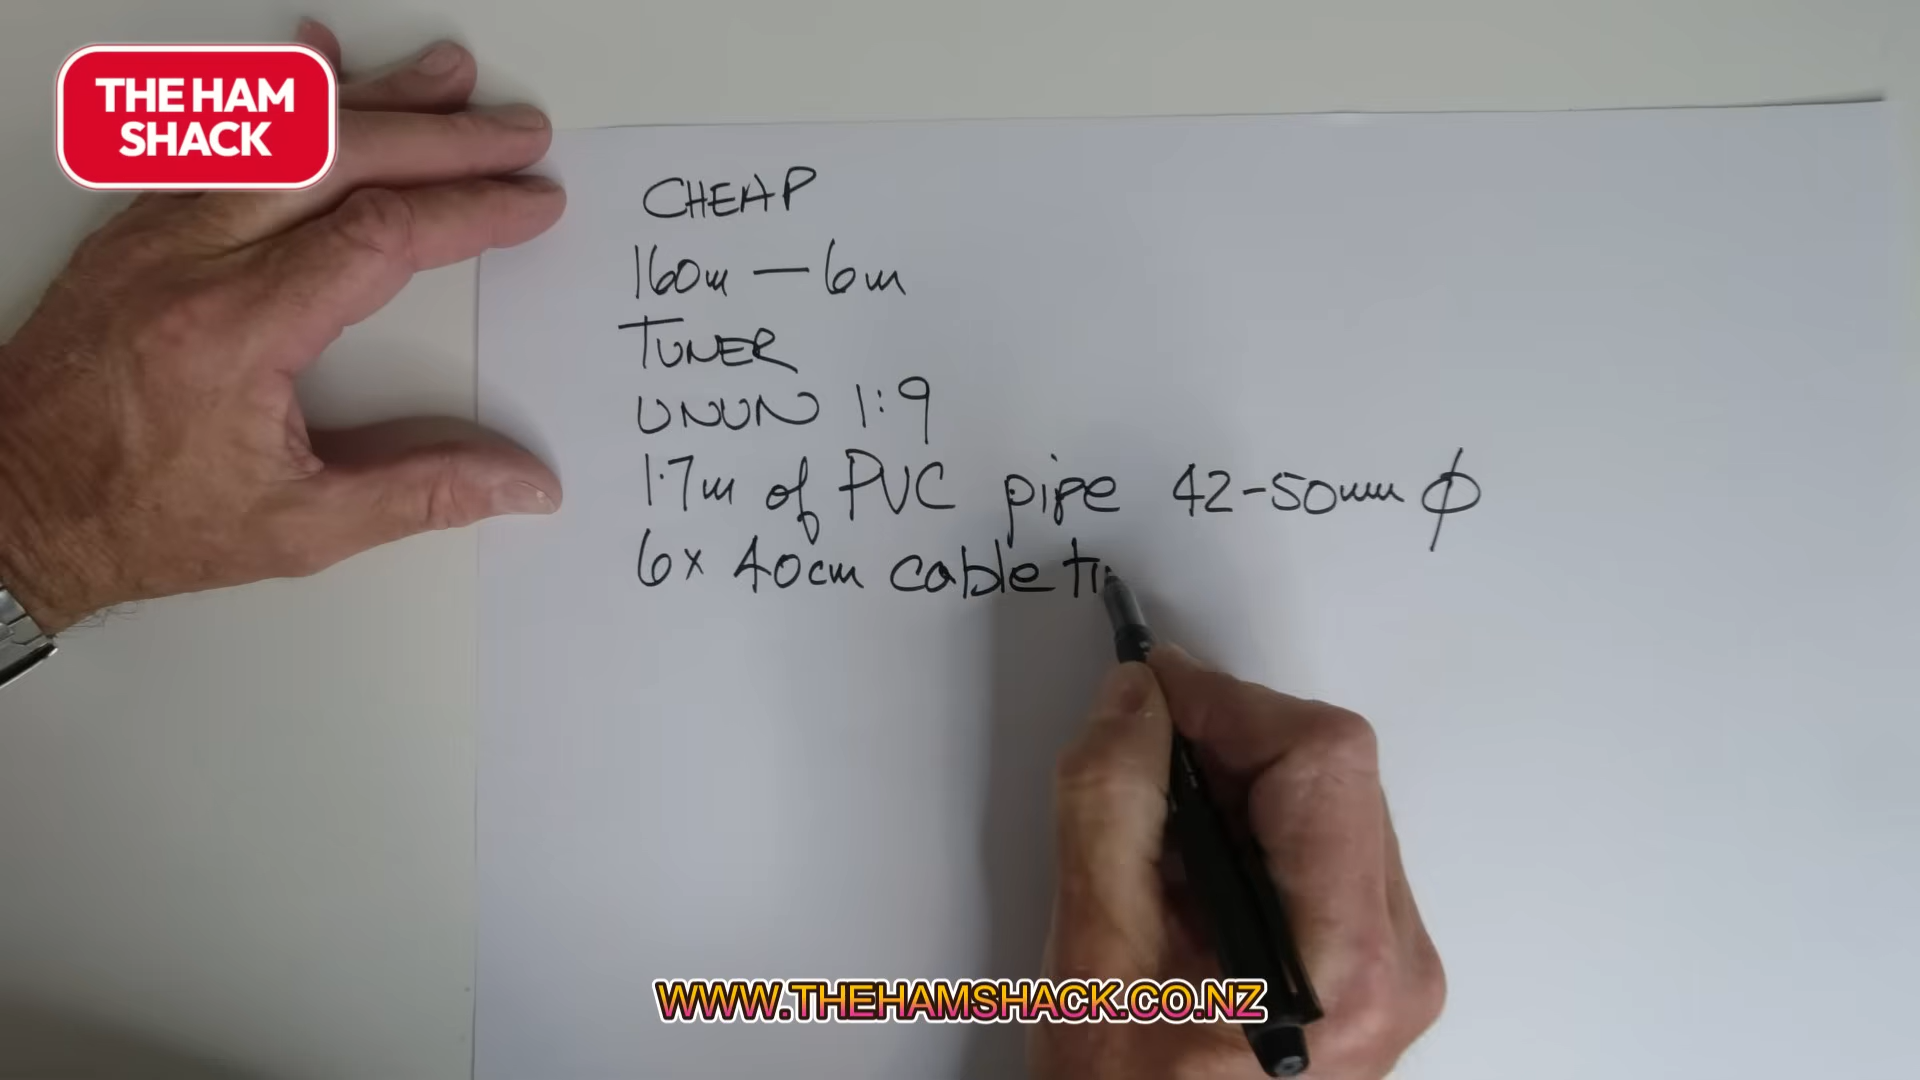 THE HAM
SHACK
CHEAP
160m — 6m
TUNER
UNUN 1:9
1.7m of PVC pipe 42-50mm ϕ
6x 40cm cable ti
WWW.THEHAMSHACK.CO.NZ